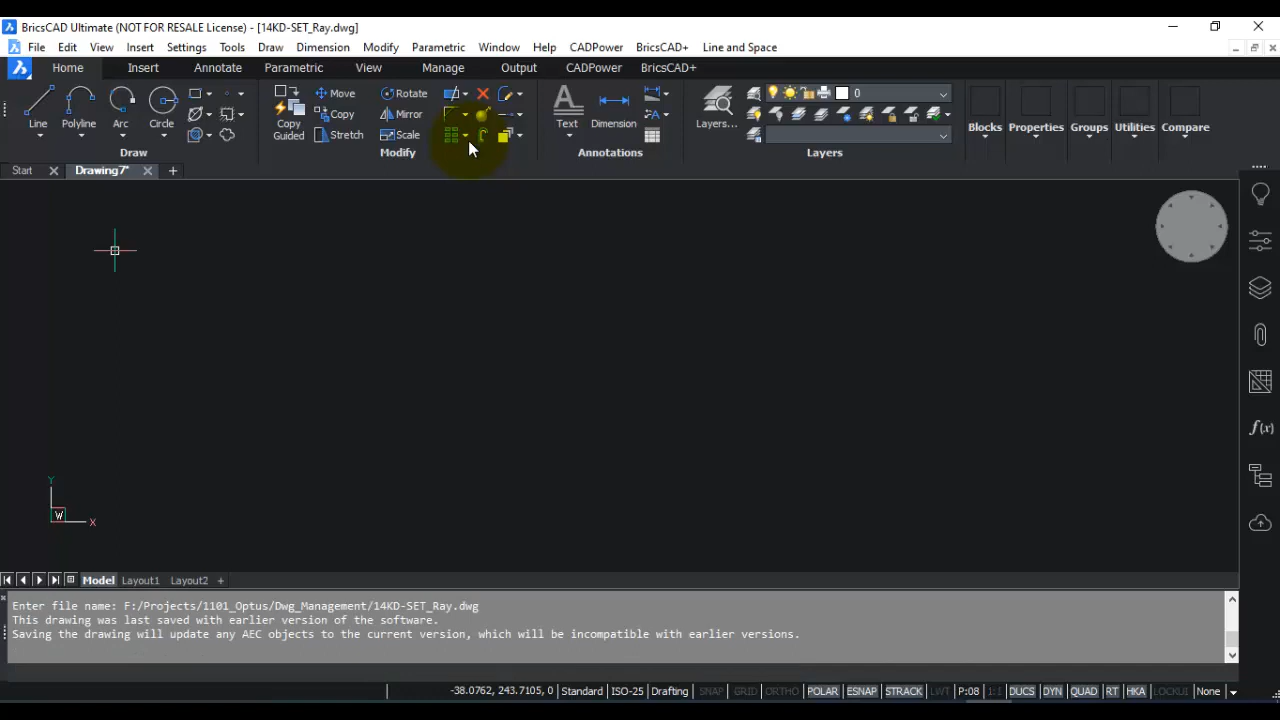 BricsCAD Ultimate (NOT FOR RESALE License) - [14KD-SET_Ray.dwg]
File Edit View Insert Settings Tools Draw Dimension Modify Parametric Window Help CADPower BricsCAD+ Line and Space
Home Insert Annotate Parametric View Manage Output CADPower BricsCAD+
Line Polyline Arc Circle
Draw
Copy Guided
Move Rotate
Copy Mirror
Stretch Scale
Modify
Text Dimension
Annotations
Layers...
0
Layers
Blocks Properties Groups Utilities Compare
Start Drawing7*
f(x)
Y
W
X
Model Layout1 Layout2 +
Enter file name: F:/Projects/1101_Optus/Dwg_Management/14KD-SET_Ray.dwg
This drawing was last saved with earlier version of the software.
Saving the drawing will update any AEC objects to the current version, which will be incompatible with earlier versions.
-38.0762, 243.7105, 0 Standard ISO-25 Drafting SNAP GRID ORTHO POLAR ESNAP STRACK LWT P:08 1:1 DUCS DYN QUAD RT HKA LOCKUI None